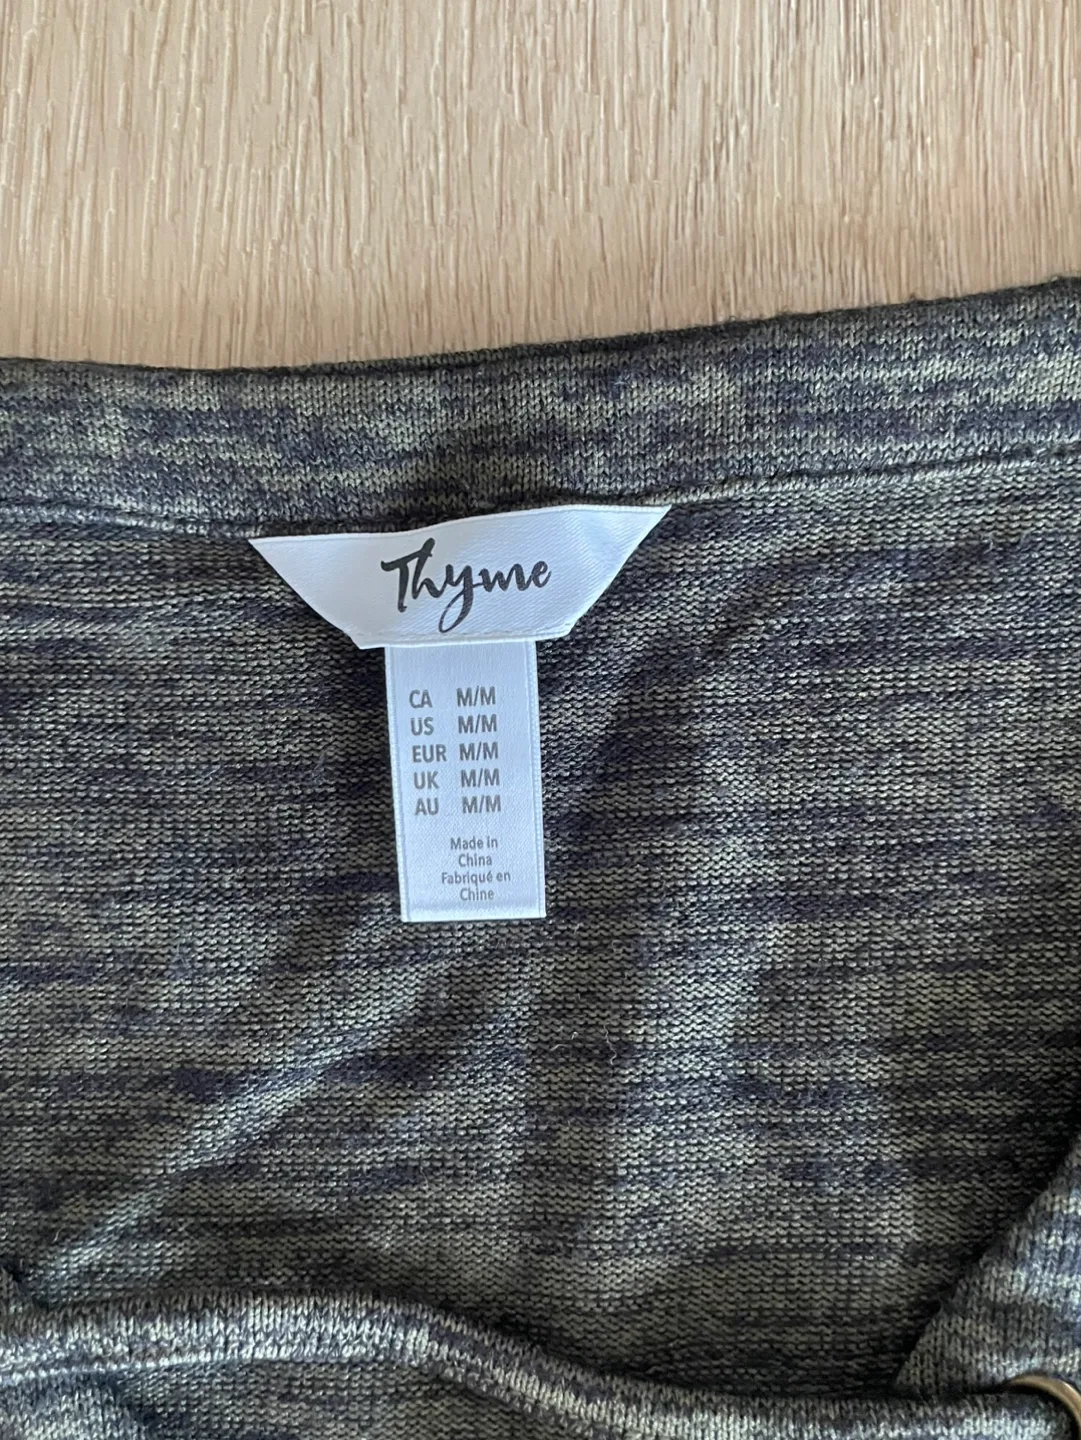 Thyme
CA M/M
US M/M
EUR M/M
UK M/M
AU M/M
Made in
China
Fabriqué en
Chine